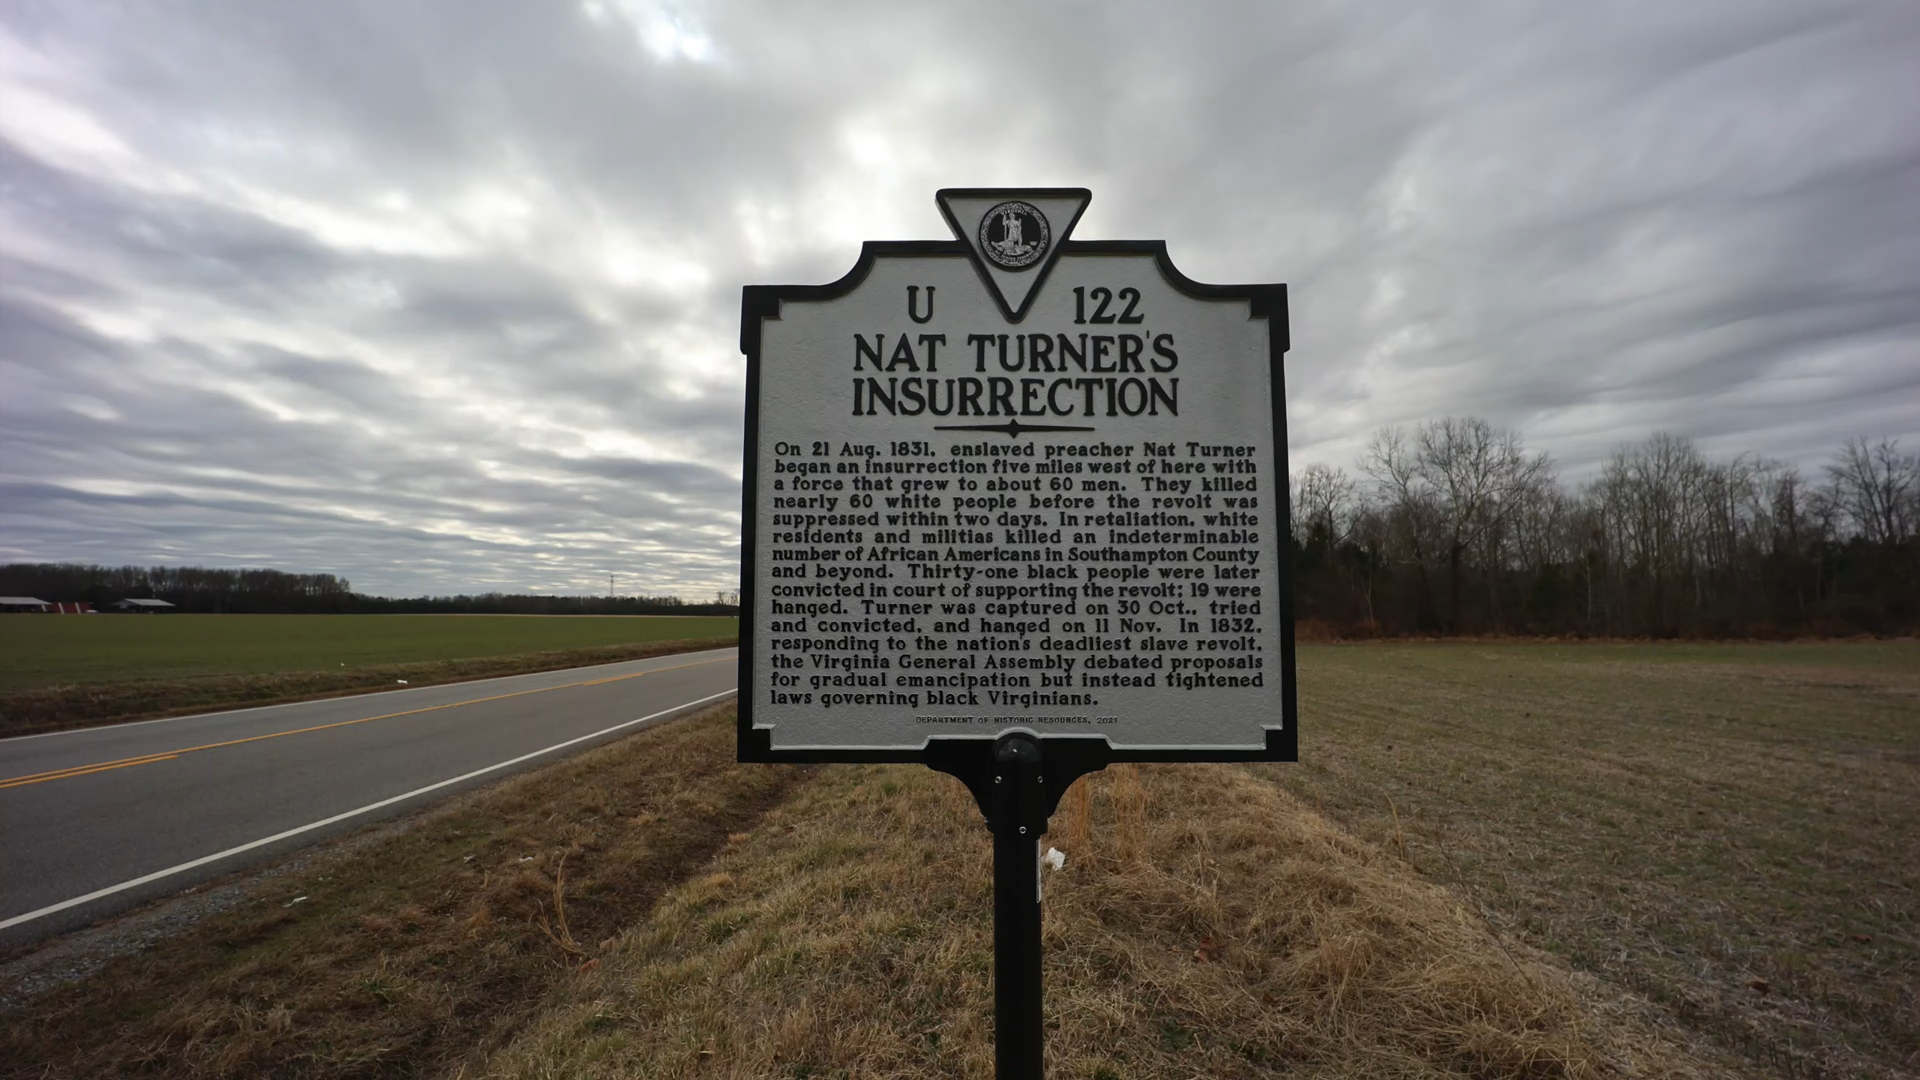 VIRGINIA
U 122
NAT TURNER'S
INSURRECTION
On 21 Aug. 1831, enslaved preacher Nat Turner
began an insurrection five miles west of here with
a force that grew to about 60 men. They killed
nearly 60 white people before the revolt was
suppressed within two days. In retaliation, white
residents and militias killed an indeterminable
number of African Americans in Southampton County
and beyond. Thirty-one black people were later
convicted in court of supporting the revolt; 19 were
hanged. Turner was captured on 30 Oct., tried
and convicted, and hanged on 11 Nov. In 1832,
responding to the nation's deadliest slave revolt,
the Virginia General Assembly debated proposals
for gradual emancipation but instead tightened
laws governing black Virginians.
DEPARTMENT OF HISTORIC RESOURCES, 2021